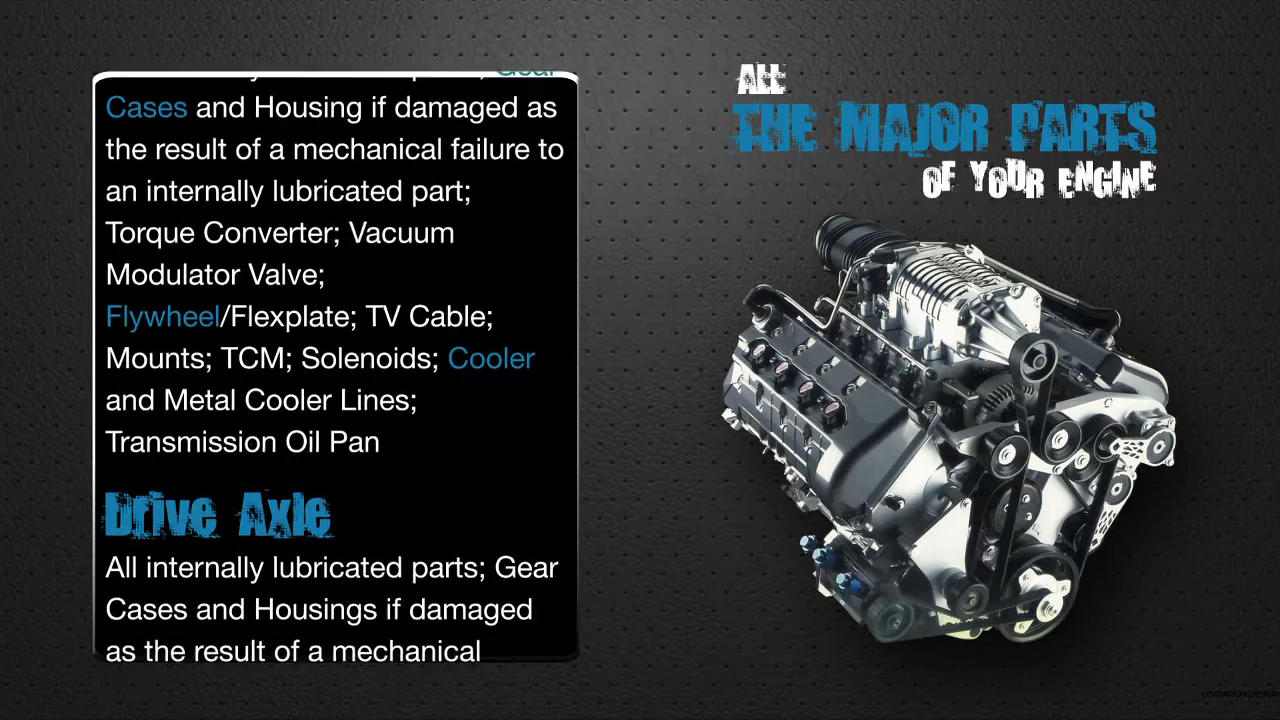 Cases and Housing if damaged as
the result of a mechanical failure to
an internally lubricated part;
Torque Converter; Vacuum
Modulator Valve;
Flywheel/Flexplate; TV Cable;
Mounts; TCM; Solenoids; Cooler
and Metal Cooler Lines;
Transmission Oil Pan
Drive Axle
All internally lubricated parts; Gear
Cases and Housings if damaged
as the result of a mechanical
ALL
THE MAJOR PARTS
OF YOUR ENGINE